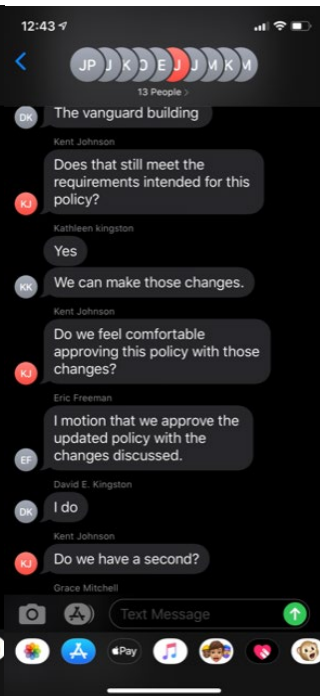 12:43
JP J K D E J J M K M
13 People >
DK
The vanguard building
Kent Johnson
Does that still meet the
requirements intended for this
policy?
KJ
Kathleen kingston
Yes
KK
We can make those changes.
Kent Johnson
Do we feel comfortable
approving this policy with those
changes?
KJ
Eric Freeman
I motion that we approve the
updated policy with the
changes discussed.
EF
David E. Kingston
DK
I do
Kent Johnson
KJ
Do we have a second?
Grace Mitchell
Text Message
Pay